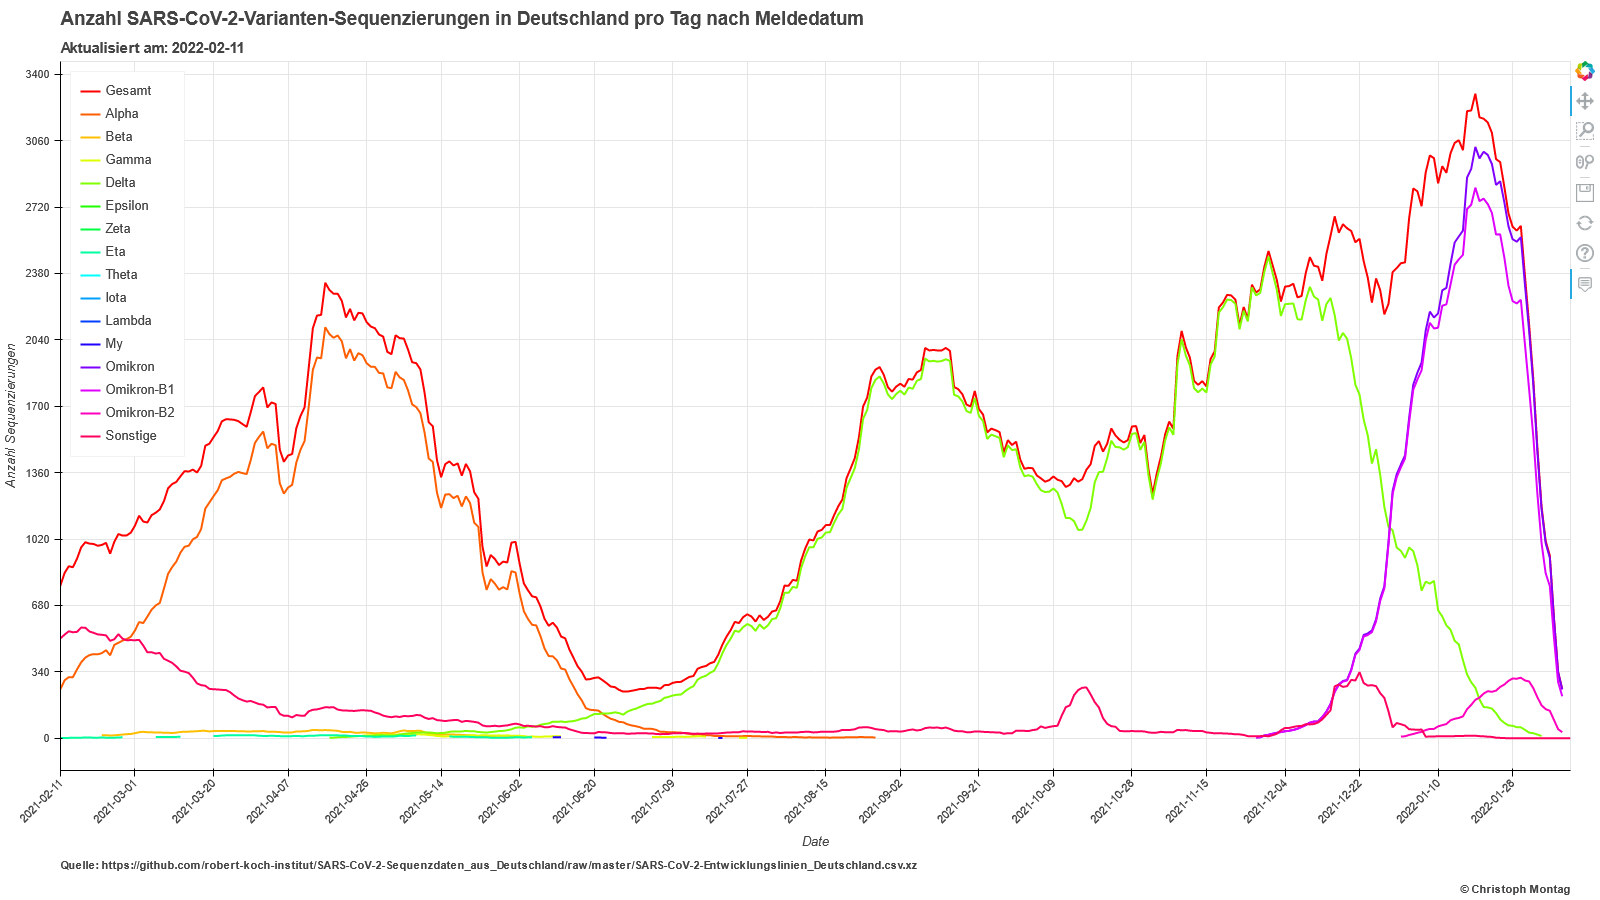 Anzahl SARS-CoV-2-Varianten-Sequenzierungen in Deutschland pro Tag nach Meldedatum
Aktualisiert am: 2022-02-11
3400
3060
2720
2380
2040
1700
1360
1020
680
340
0
Anzahl Sequenzierungen
Gesamt
Alpha
Beta
Gamma
Delta
Epsilon
Zeta
Eta
Theta
Iota
Lambda
My
Omikron
Omikron-B1
Omikron-B2
Sonstige
2021-02-11
2021-03-01
2021-03-20
2021-04-07
2021-04-26
2021-05-14
2021-06-02
2021-06-20
2021-07-09
2021-07-27
2021-08-15
2021-09-02
2021-09-21
2021-10-09
2021-10-28
2021-11-15
2021-12-04
2021-12-22
2022-01-10
2022-01-28
Date
Quelle: https://github.com/robert-koch-institut/SARS-CoV-2-Sequenzdaten_aus_Deutschland/raw/master/SARS-CoV-2-Entwicklungslinien_Deutschland.csv.xz
© Christoph Montag